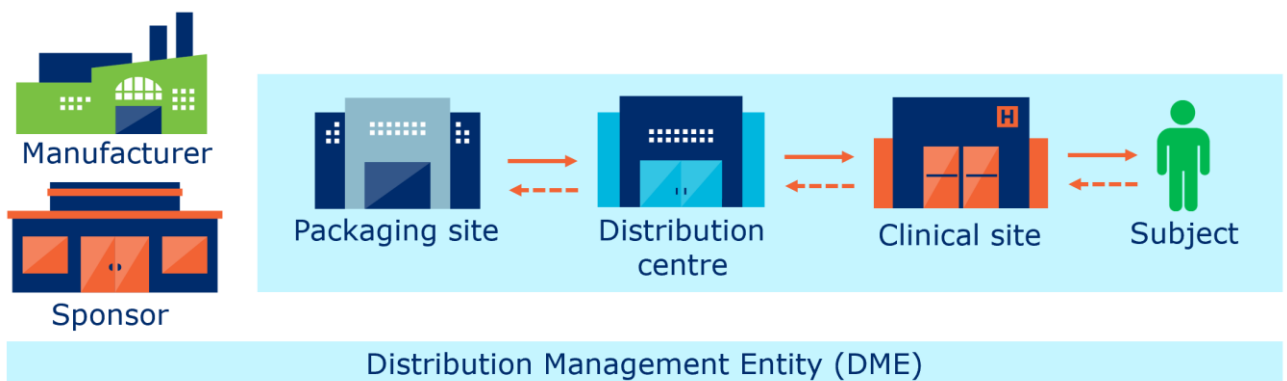 Manufacturer
Sponsor
Packaging site
Distribution
centre
H
Clinical site
Subject
Distribution Management Entity (DME)